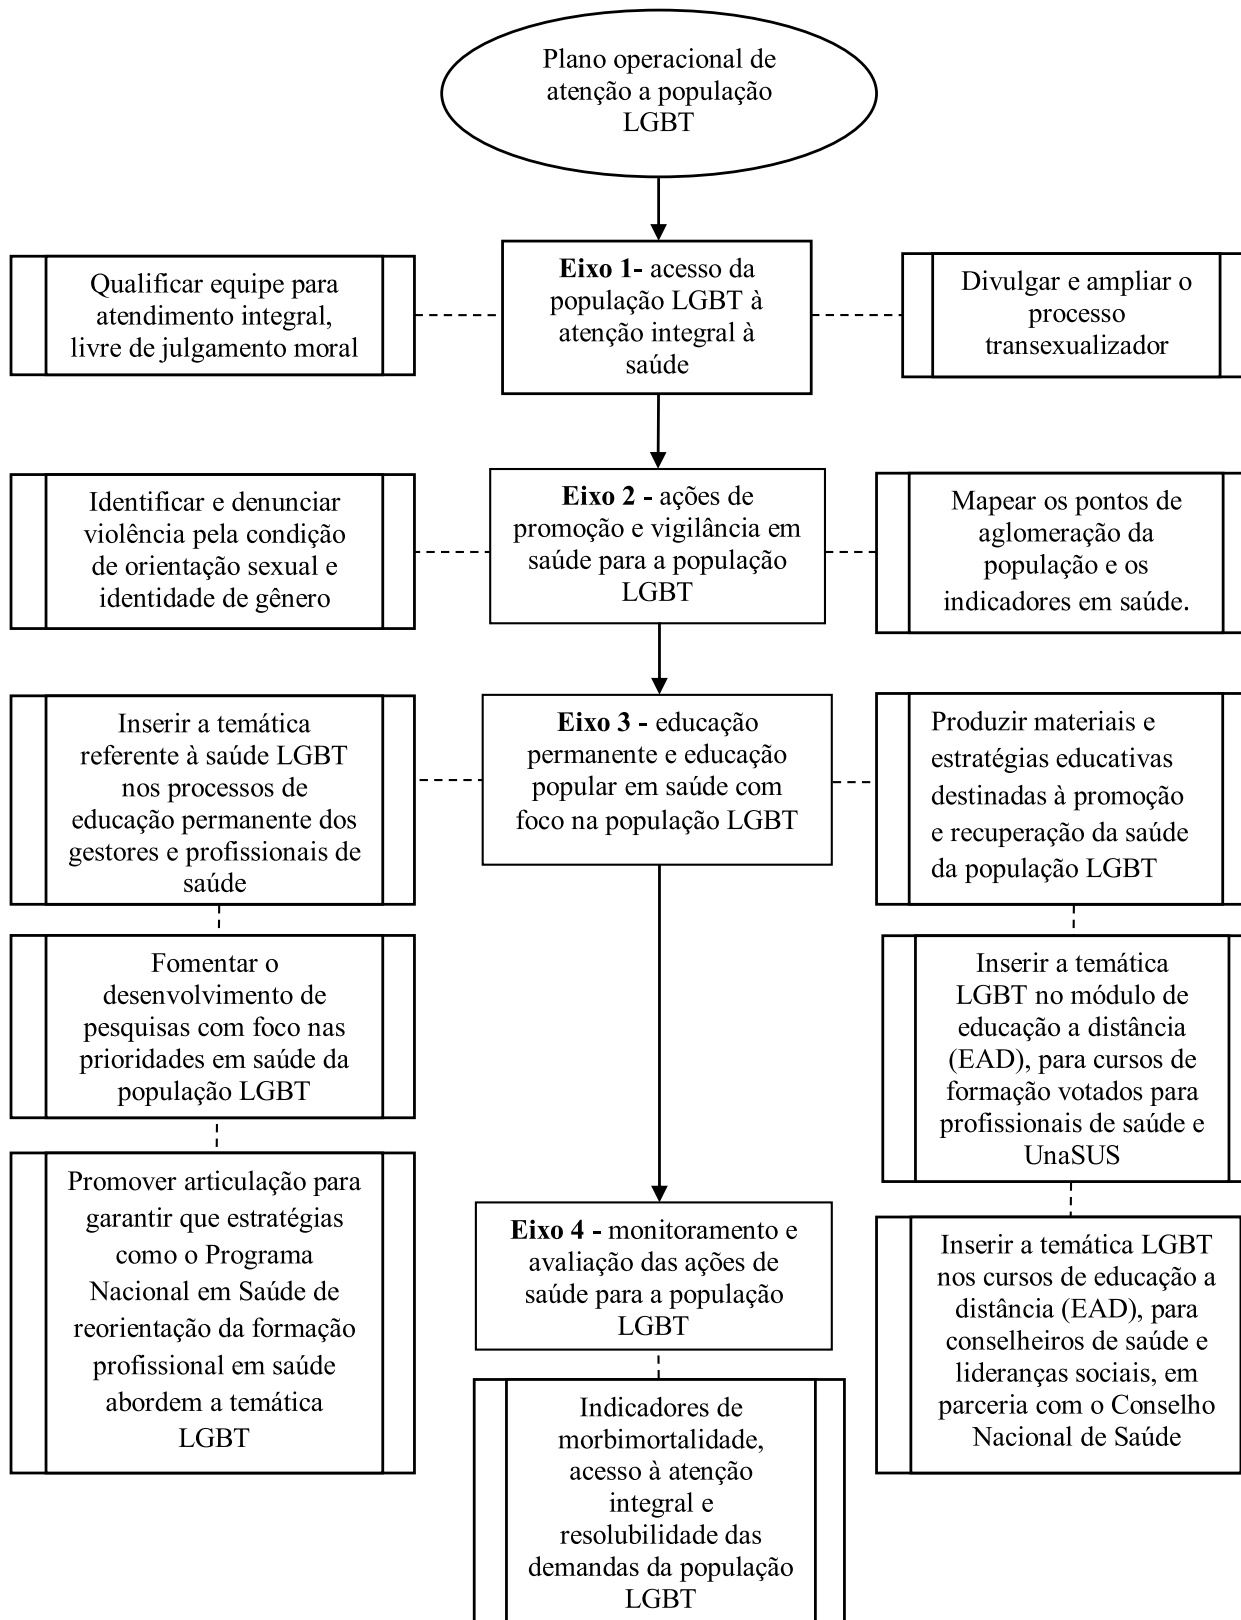 Plano operacional de
atenção a população
LGBT
Qualificar equipe para
atendimento integral,
livre de julgamento moral
Eixo 1- acesso da
população LGBT à
atenção integral à
saúde
Divulgar e ampliar o
processo
transexualizador
Identificar e denunciar
violência pela condição
de orientação sexual e
identidade de gênero
Eixo 2 - ações de
promoção e vigilância em
saúde para a população
LGBT
Mapear os pontos de
aglomeração da
população e os
indicadores em saúde.
Inserir a temática
referente à saúde LGBT
nos processos de
educação permanente dos
gestores e profissionais de
saúde
Eixo 3 - educação
permanente e educação
popular em saúde com
foco na população LGBT
Produzir materiais e
estratégias educativas
destinadas à promoção
e recuperação da saúde
da população LGBT
Fomentar o
desenvolvimento de
pesquisas com foco nas
prioridades em saúde da
população LGBT
Inserir a temática
LGBT no módulo de
educação a distância
(EAD), para cursos de
formação votados para
profissionais de saúde e
UnaSUS
Promover articulação para
garantir que estratégias
como o Programa
Nacional em Saúde de
reorientação da formação
profissional em saúde
abordem a temática
LGBT
Eixo 4 - monitoramento e
avaliação das ações de
saúde para a população
LGBT
Inserir a temática LGBT
nos cursos de educação a
distância (EAD), para
conselheiros de saúde e
lideranças sociais, em
parceria com o Conselho
Nacional de Saúde
Indicadores de
morbimortalidade,
acesso à atenção
integral e
resolubilidade das
demandas da população
LGBT